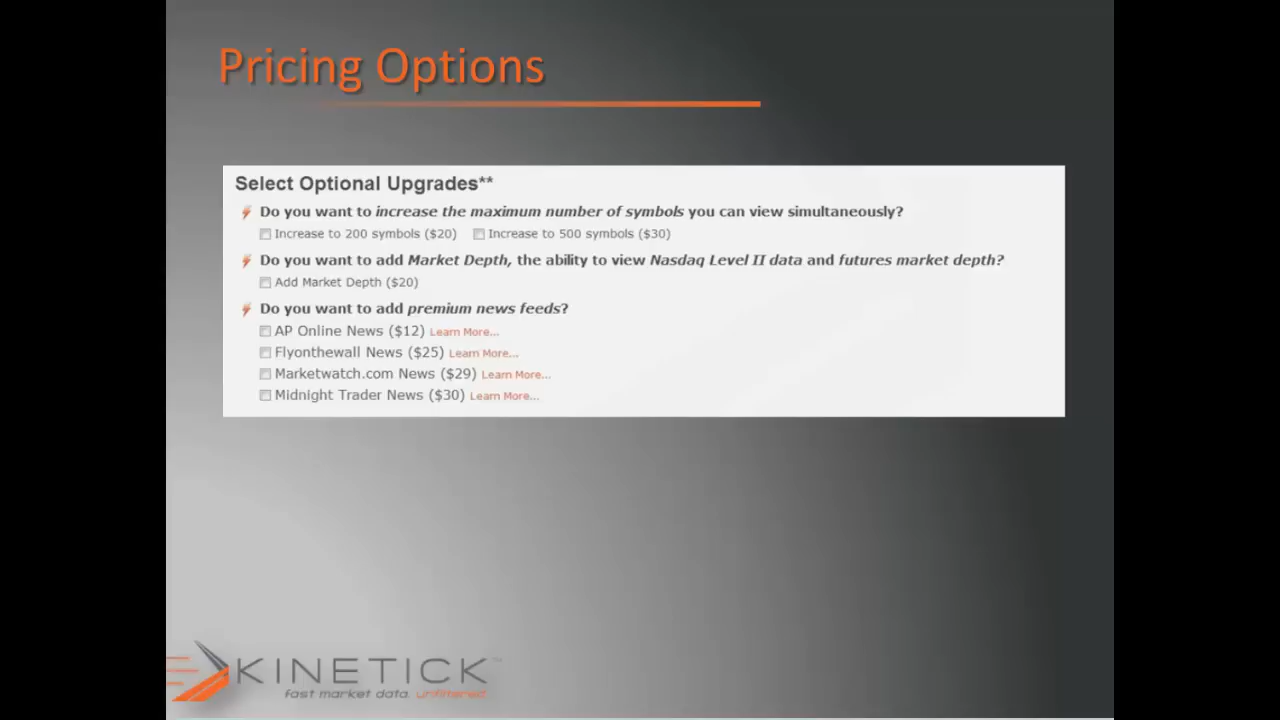 Pricing Options
Select Optional Upgrades**
Do you want to increase the maximum number of symbols you can view simultaneously?
Increase to 200 symbols ($20) Increase to 500 symbols ($30)
Do you want to add Market Depth, the ability to view Nasdaq Level II data and futures market depth?
Add Market Depth ($20)
Do you want to add premium news feeds?
AP Online News ($12) Learn More...
Flyonthewall News ($25) Learn More...
Marketwatch.com News ($29) Learn More...
Midnight Trader News ($30) Learn More...
KINETICK™
fast market data. unfiltered.